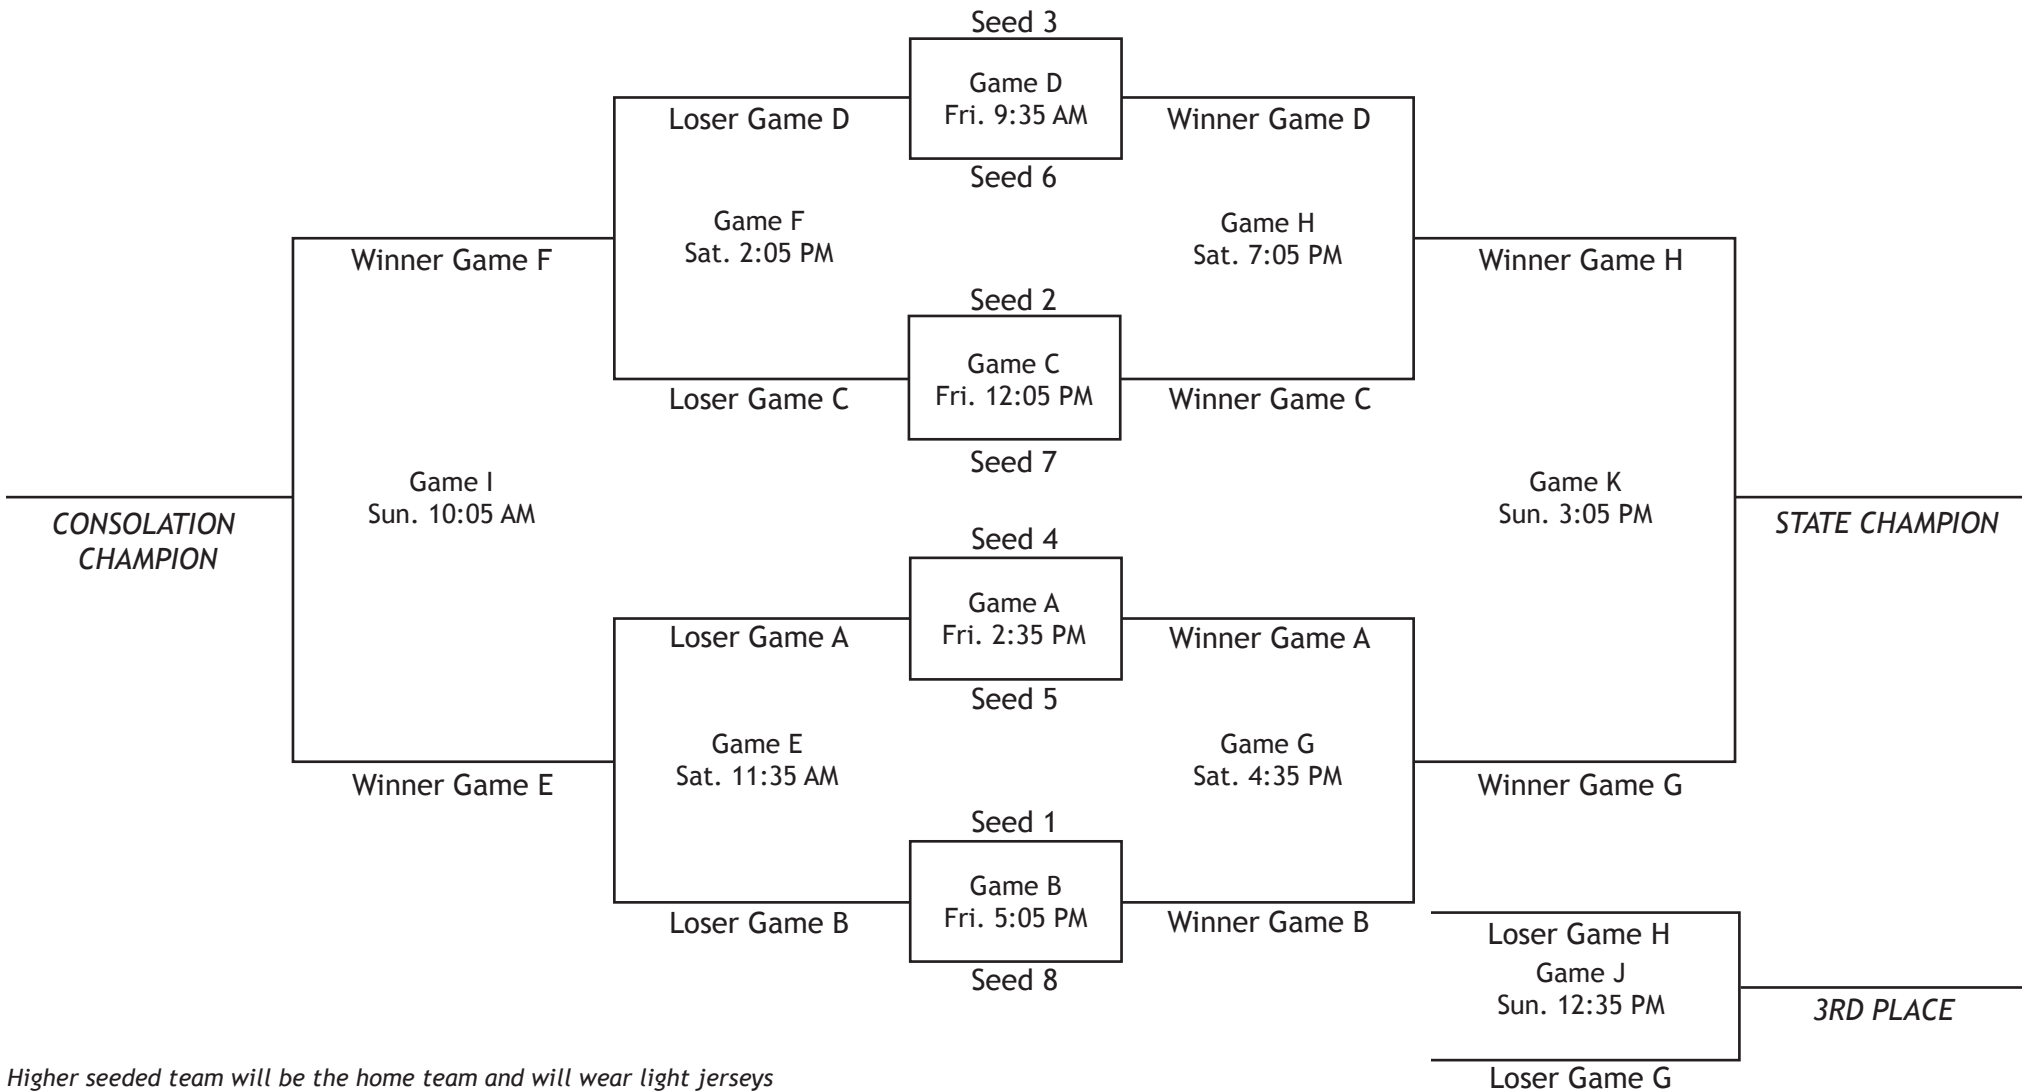 Seed 3
Game D
Fri. 9:35 AM
Loser Game D
Winner Game D
Seed 6
Game F
Sat. 2:05 PM
Game H
Sat. 7:05 PM
Winner Game F
Winner Game H
Seed 2
Game C
Fri. 12:05 PM
Loser Game C
Winner Game C
Seed 7
Game I
Sun. 10:05 AM
Game K
Sun. 3:05 PM
CONSOLATION
CHAMPION
STATE CHAMPION
Seed 4
Game A
Fri. 2:35 PM
Loser Game A
Winner Game A
Seed 5
Game E
Sat. 11:35 AM
Game G
Sat. 4:35 PM
Winner Game E
Winner Game G
Seed 1
Game B
Fri. 5:05 PM
Loser Game B
Winner Game B
Seed 8
Loser Game H
Game J
Sun. 12:35 PM
3RD PLACE
Loser Game G
Higher seeded team will be the home team and will wear light jerseys